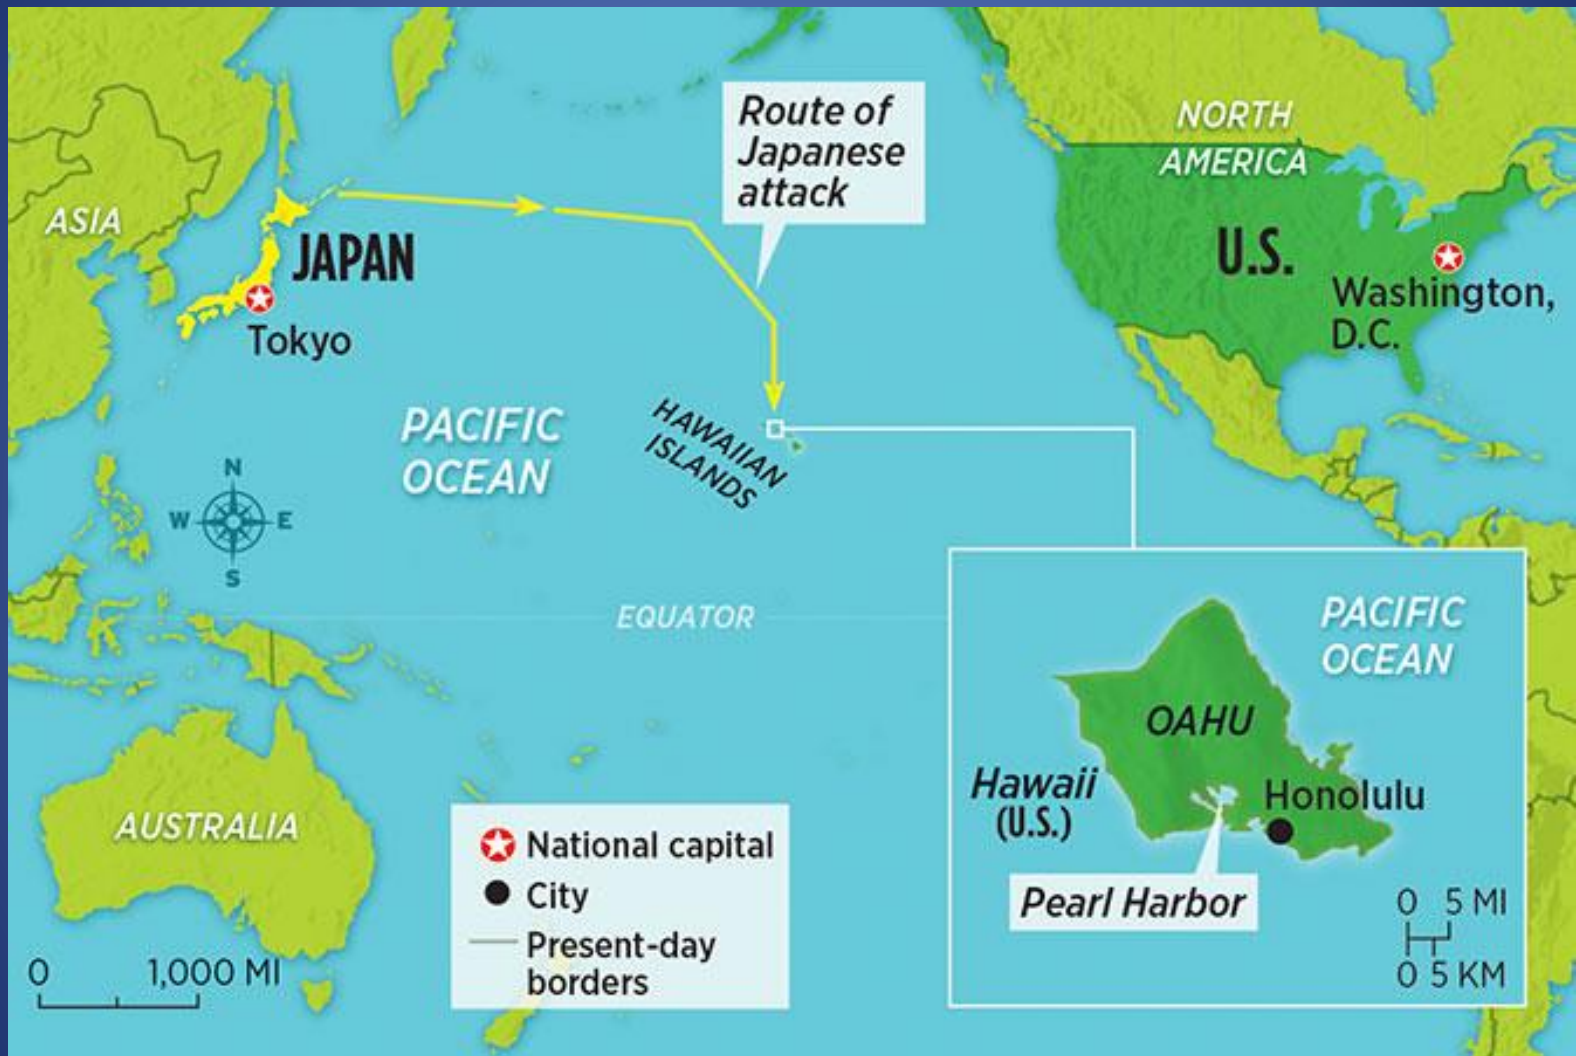 Route of
Japanese
attack
NORTH
AMERICA
ASIA
JAPAN
U.S.
Washington,
D.C.
Tokyo
PACIFIC
OCEAN
HAWAIIAN
ISLANDS
N
W E
S
EQUATOR
PACIFIC
OCEAN
OAHU
Hawaii
(U.S.)
Honolulu
Pearl Harbor
0 5 MI
0 5 KM
AUSTRALIA
National capital
City
Present-day
borders
0 1,000 MI